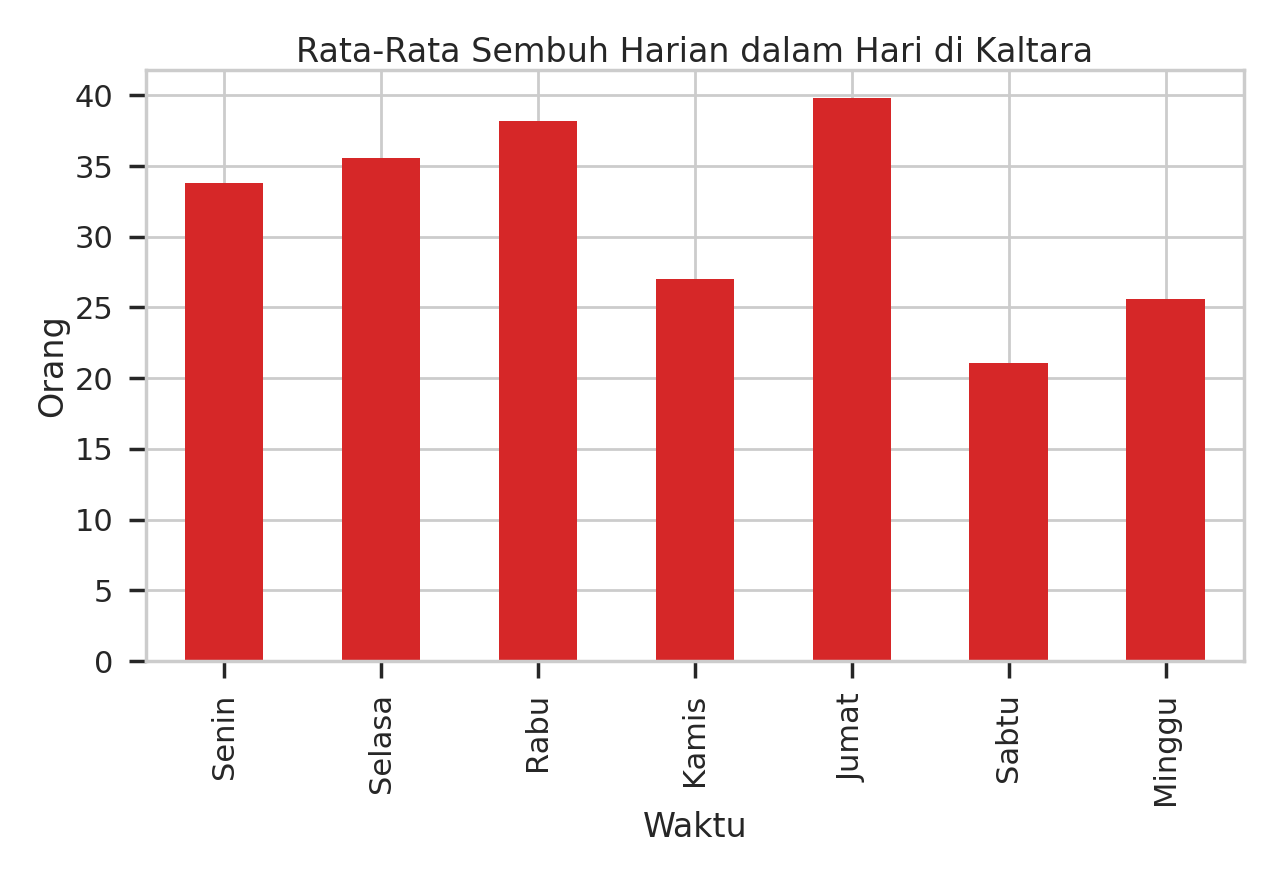 Rata-Rata Sembuh Harian dalam Hari di Kaltara
Orang
40
35
30
25
20
15
10
5
0
Senin
Selasa
Rabu
Kamis
Jumat
Sabtu
Minggu
Waktu